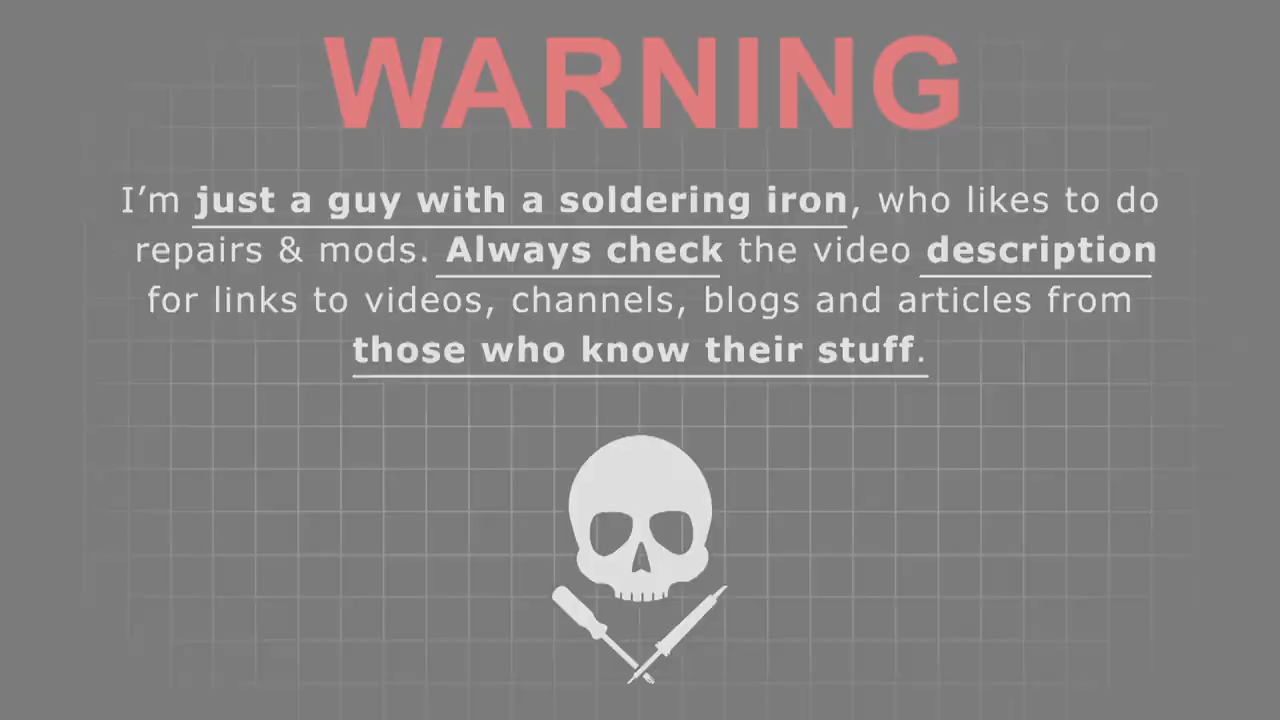 WARNING
I’m just a guy with a soldering iron, who likes to do
repairs & mods. Always check the video description
for links to videos, channels, blogs and articles from
those who know their stuff.